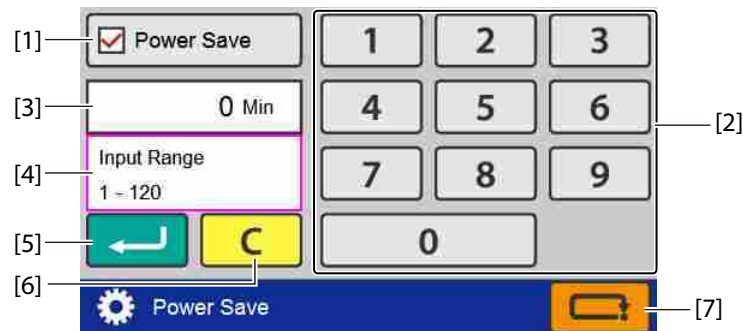 [1] Power Save 1 2 3
[3] 0 Min 4 5 6 [2]
[4] Input Range
1 - 120 7 8 9
[5] C 0
[6]
Power Save [7]